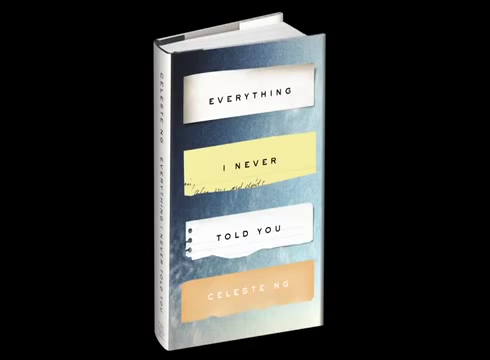 EVERYTHING
I NEVER
TOLD YOU
CELESTE NG
CELESTE NG EVERYTHING I NEVER TOLD YOU